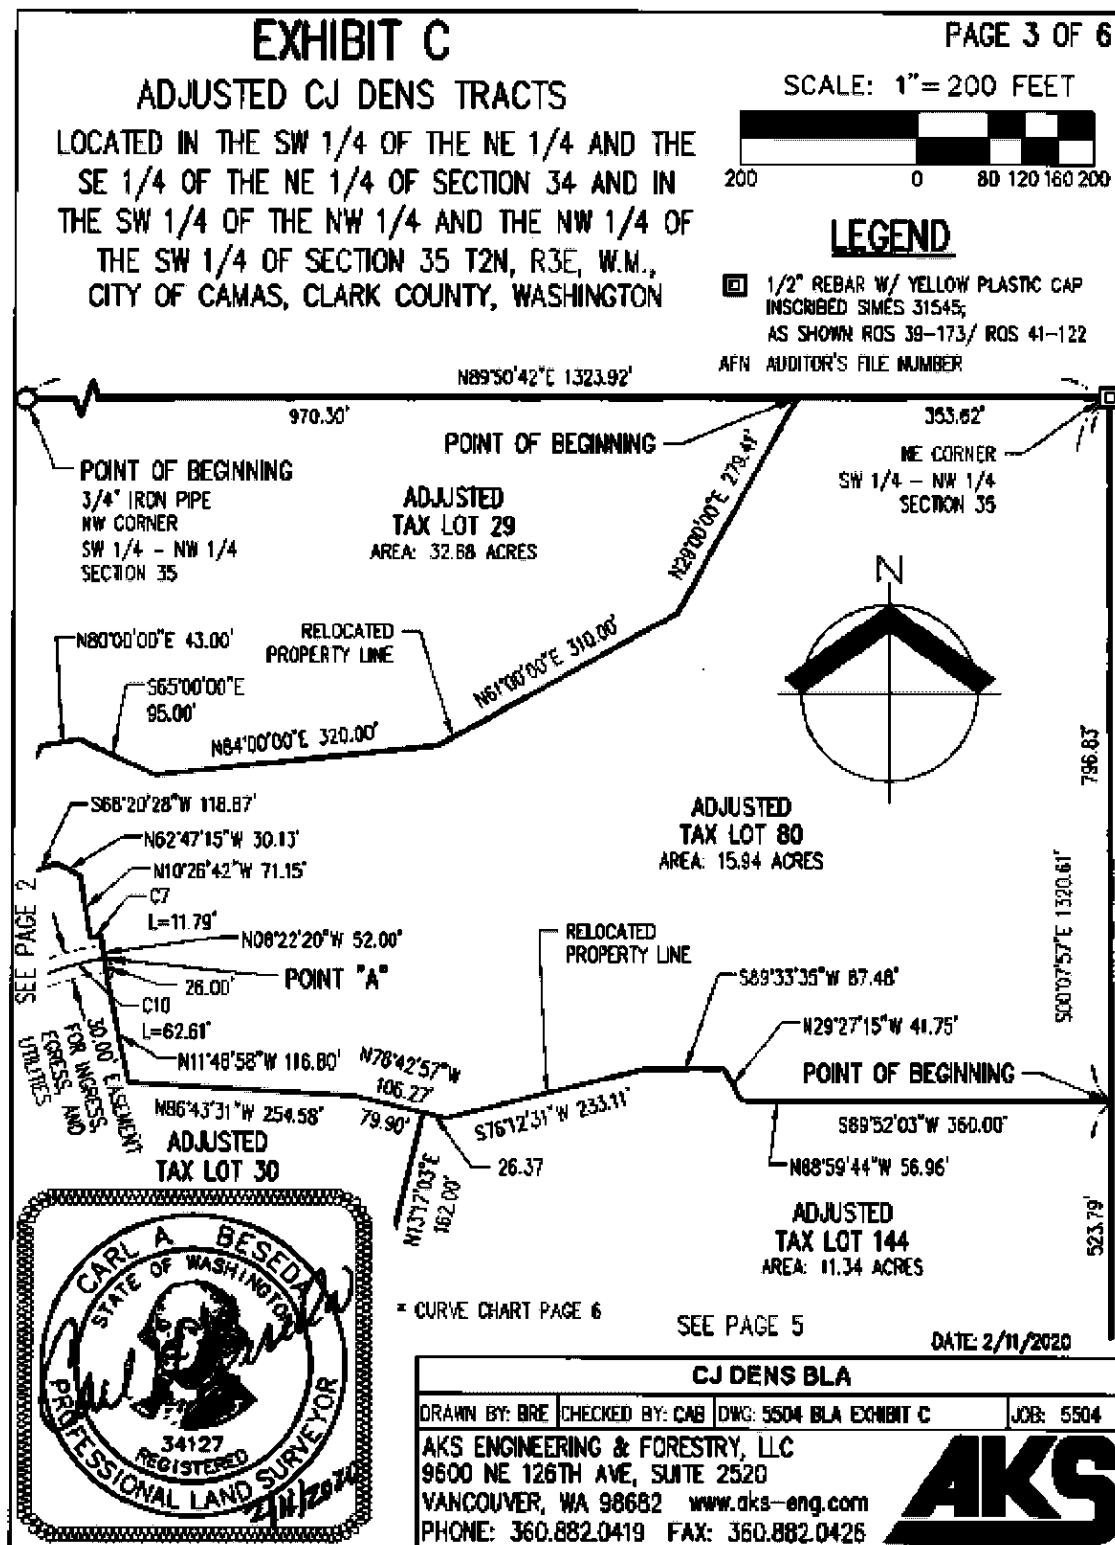 EXHIBIT C
PAGE 3 OF 6
ADJUSTED CJ DENS TRACTS
LOCATED IN THE SW 1/4 OF THE NE 1/4 AND THE
SE 1/4 OF THE NE 1/4 OF SECTION 34 AND IN
THE SW 1/4 OF THE NW 1/4 AND THE NW 1/4 OF
THE SW 1/4 OF SECTION 35 T2N, R3E, W.M.,
CITY OF CAMAS, CLARK COUNTY, WASHINGTON
SCALE: 1"= 200 FEET
200 0 80 120 160 200
LEGEND
1/2" REBAR W/ YELLOW PLASTIC CAP
INSCRIBED SIMES 31545;
AS SHOWN ROS 39-173/ ROS 41-122
AFN AUDITOR'S FILE NUMBER
N89°50'42"E 1323.92'
970.30'
353.62'
POINT OF BEGINNING
NE CORNER
SW 1/4 - NW 1/4
SECTION 35
POINT OF BEGINNING
3/4" IRON PIPE
NW CORNER
SW 1/4 - NW 1/4
SECTION 35
ADJUSTED
TAX LOT 29
AREA: 32.68 ACRES
279.41'
N
N80°00'00"E 43.00'
RELOCATED
PROPERTY LINE
N61°00'00"E 310.00'
S65°00'00"E
95.00'
N84°00'00"E 320.00'
796.83'
S00°07'57"E 1320.61'
S68°20'28"W 118.87'
N62°47'15"W 30.13'
N10°26'42"W 71.15'
C7
L=11.79'
N08°22'20"W 52.00'
POINT "A"
26.00'
C10
L=62.61'
N11°48'58"W 116.80'
SEE PAGE 2
30.00' EASEMENT
FOR INGRESS,
EGRESS, AND
UTILITIES
ADJUSTED
TAX LOT 80
AREA: 15.94 ACRES
RELOCATED
PROPERTY LINE
S89°33'35"W 87.48'
N29°27'15"W 41.75'
POINT OF BEGINNING
N78°42'57"W
106.27'
N86°43'31"W 254.58'
79.90'
S76°12'31"W 233.11'
S89°52'03"W 360.00'
26.37
N88°59'44"W 56.96'
N13°17'03"E
162.00'
ADJUSTED
TAX LOT 30
ADJUSTED
TAX LOT 144
AREA: 11.34 ACRES
523.79'
CARL A BESEDA
STATE OF WASHINGTON
34127
REGISTERED
PROFESSIONAL LAND SURVEYOR
2/11/2020
* CURVE CHART PAGE 6
SEE PAGE 5
DATE: 2/11/2020
CJ DENS BLA
DRAWN BY: BRE CHECKED BY: CAB DWG: 5504 BLA EXHIBIT C JOB: 5504
AKS ENGINEERING & FORESTRY, LLC
9600 NE 126TH AVE, SUITE 2520
VANCOUVER, WA 98682 www.aks-eng.com
PHONE: 360.882.0419 FAX: 360.882.0426
AKS